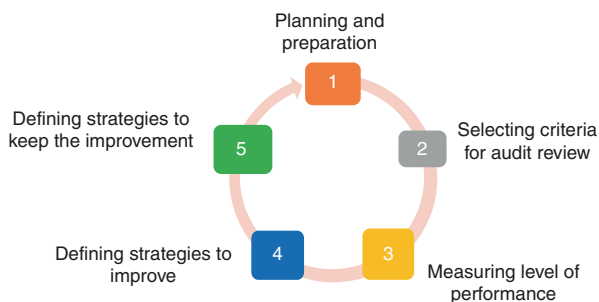 Planning and
preparation
1
2
Selecting criteria
for audit review
3
Measuring level of
performance
4
Defining strategies to
improve
5
Defining strategies to
keep the improvement